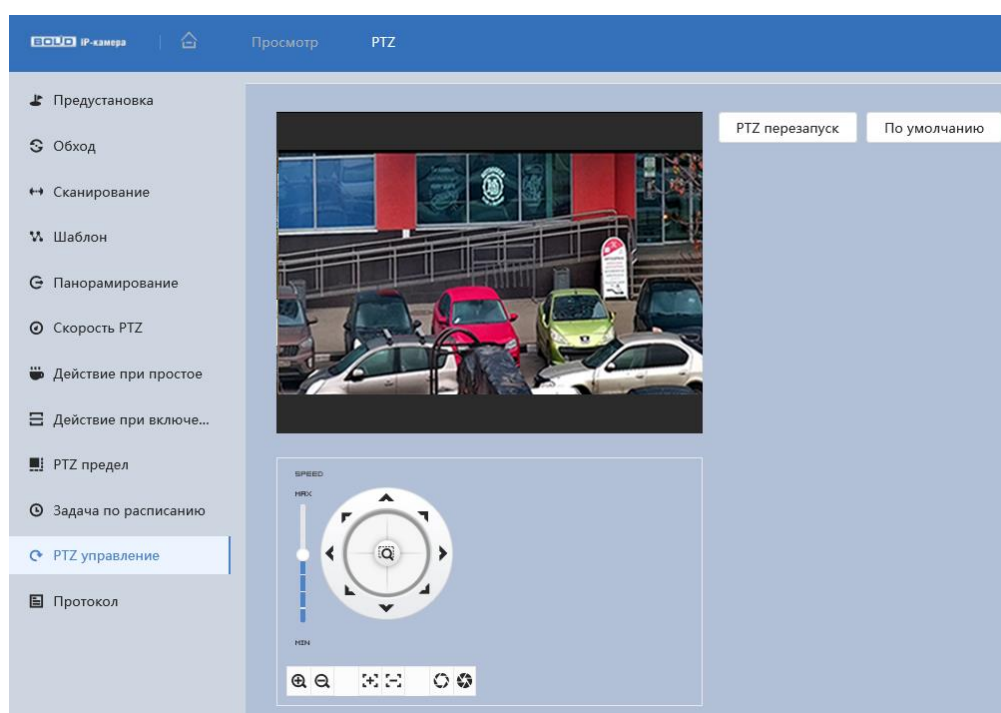 BOLID IP-камера
Просмотр
PTZ
Предустановка
Обход
Сканирование
Шаблон
Панорамирование
Скорость PTZ
Действие при простое
Действие при включе...
PTZ предел
Задача по расписанию
PTZ управление
Протокол
PTZ перезапуск
По умолчанию
SPEED
MAX
MIN